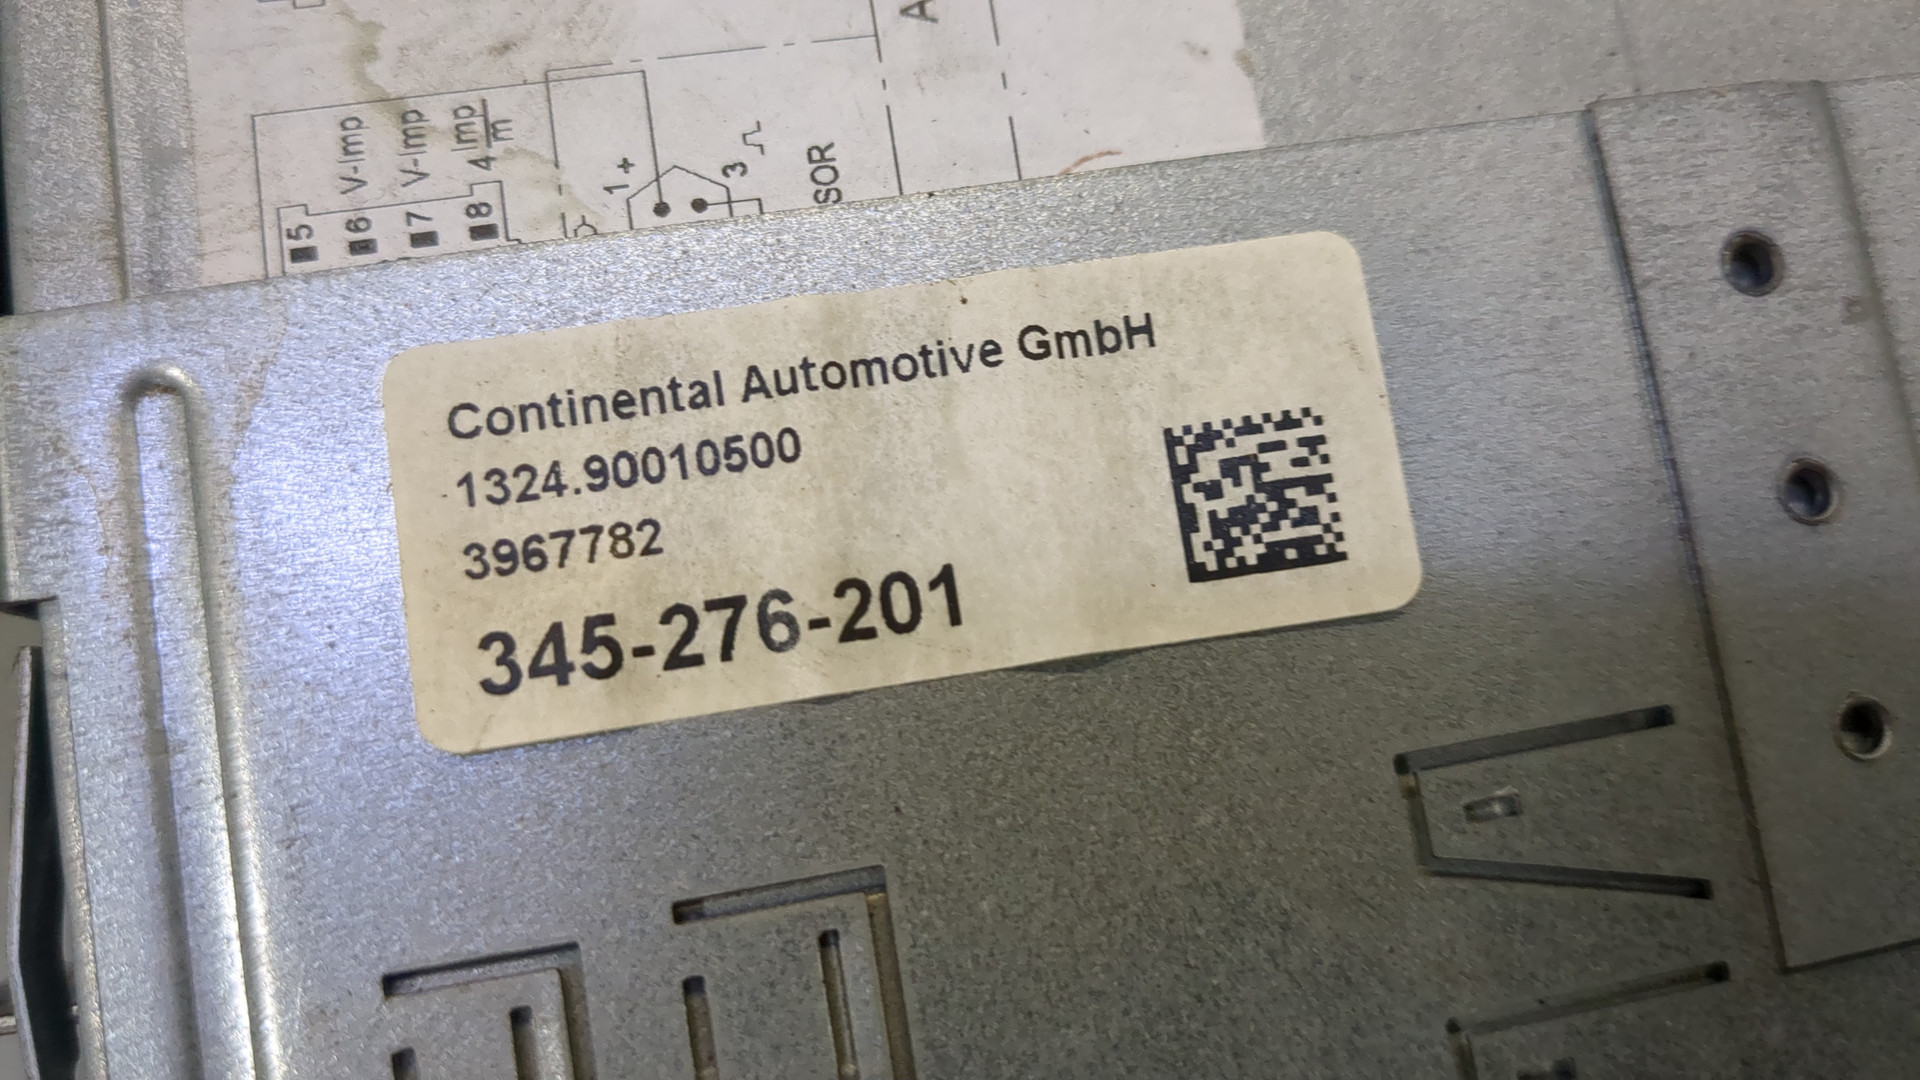 A
5
6 V-Imp
7 V-Imp
8 4 Imp
m
1 +
3
SOR
Continental Automotive GmbH
1324.90010500
3967782
345-276-201